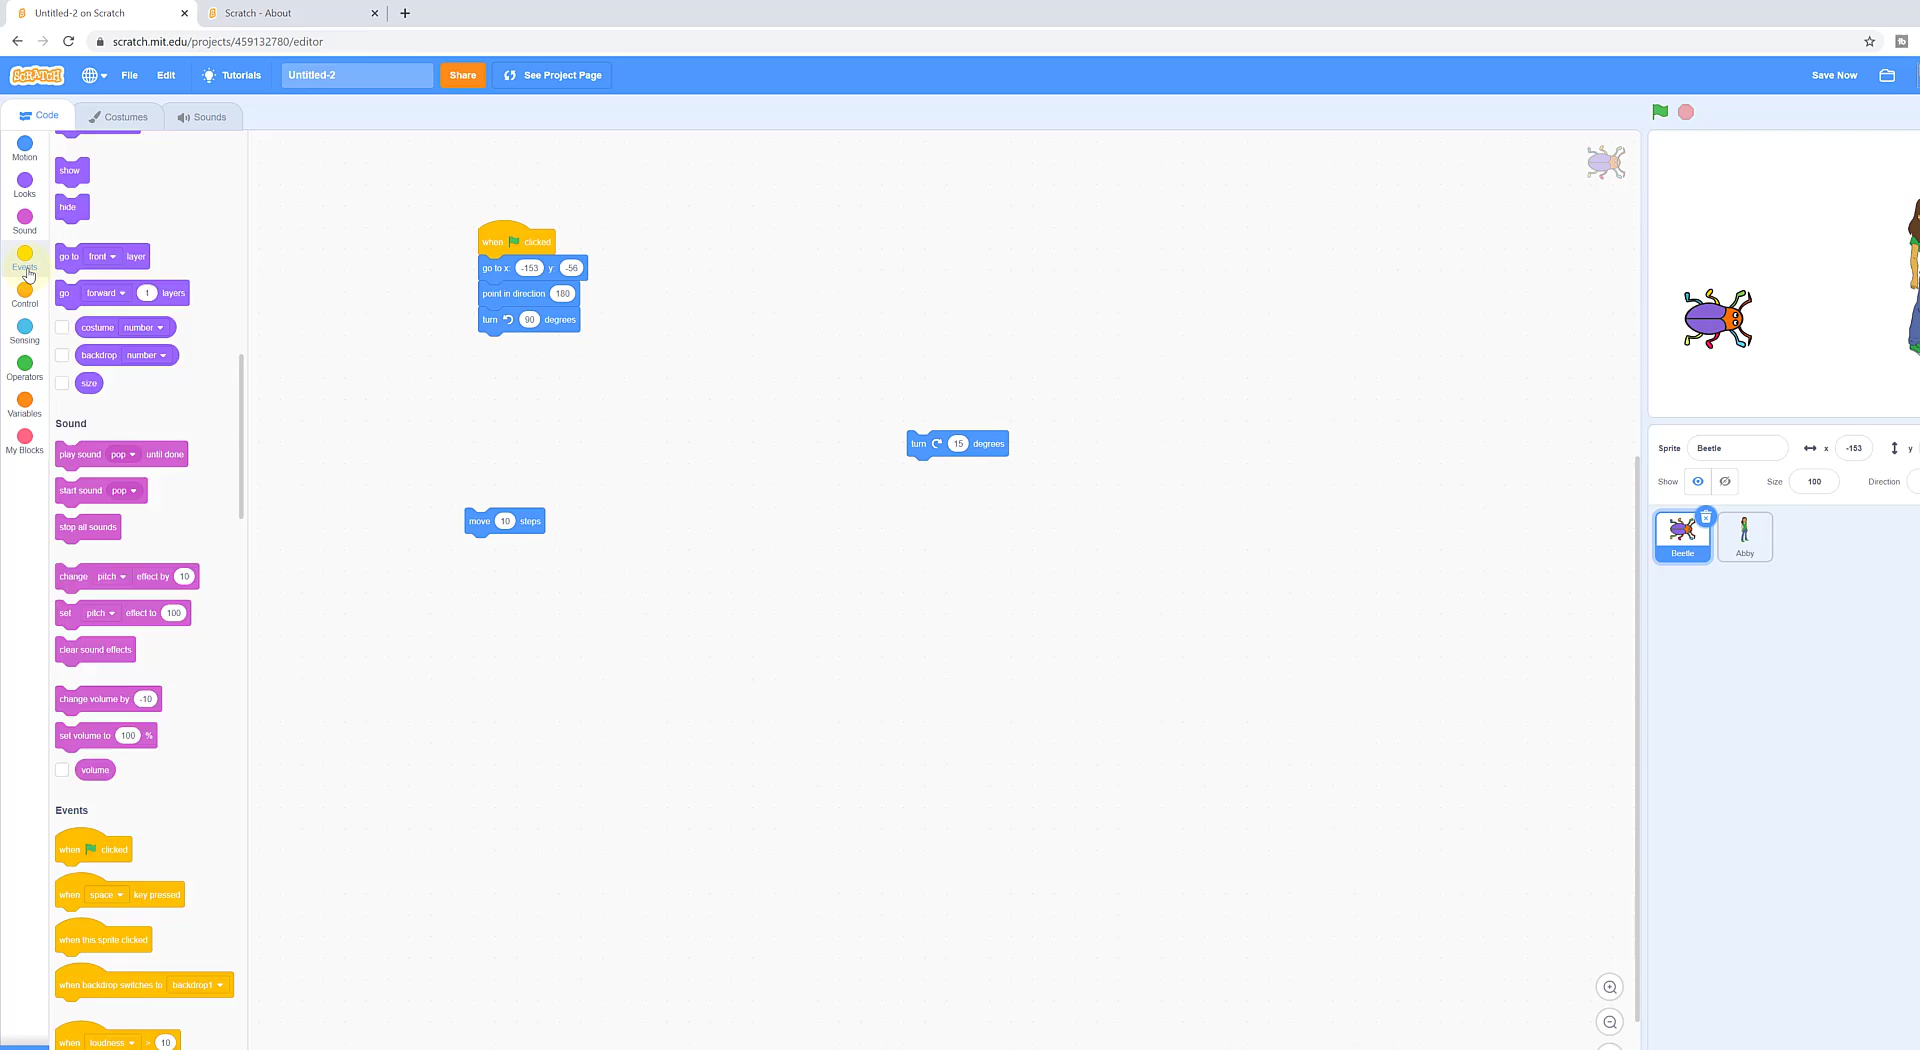 Untitled-2 on Scratch
Scratch - About
scratch.mit.edu/projects/459132780/editor
SCRATCH
File
Edit
Tutorials
Untitled-2
Share
See Project Page
Save Now
Code
Costumes
Sounds
Motion
Looks
Sound
Events
Control
Sensing
Operators
Variables
My Blocks
show
hide
go to front layer
go forward 1 layers
costume number
backdrop number
size
Sound
play sound pop until done
start sound pop
stop all sounds
change pitch effect by 10
set pitch effect to 100
clear sound effects
change volume by -10
set volume to 100 %
volume
Events
when clicked
when space key pressed
when this sprite clicked
when backdrop switches to backdrop1
when loudness > 10
when clicked
go to x: -153 y: -56
point in direction 180
turn 90 degrees
turn 15 degrees
move 10 steps
Sprite Beetle x -153 y
Show Size 100 Direction
Beetle
Abby